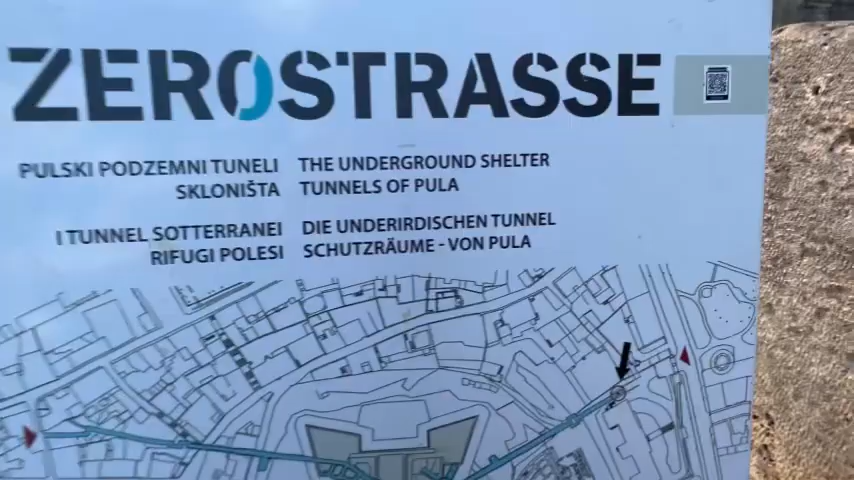 ZEROSTRASSE
PULSKI PODZEMNI TUNELI
SKLONIŠTA
THE UNDERGROUND SHELTER
TUNNELS OF PULA
I TUNNEL SOTTERRANEI
RIFUGI POLESI
DIE UNDERIRDISCHEN TUNNEL
SCHUTZRÄUME - VON PULA